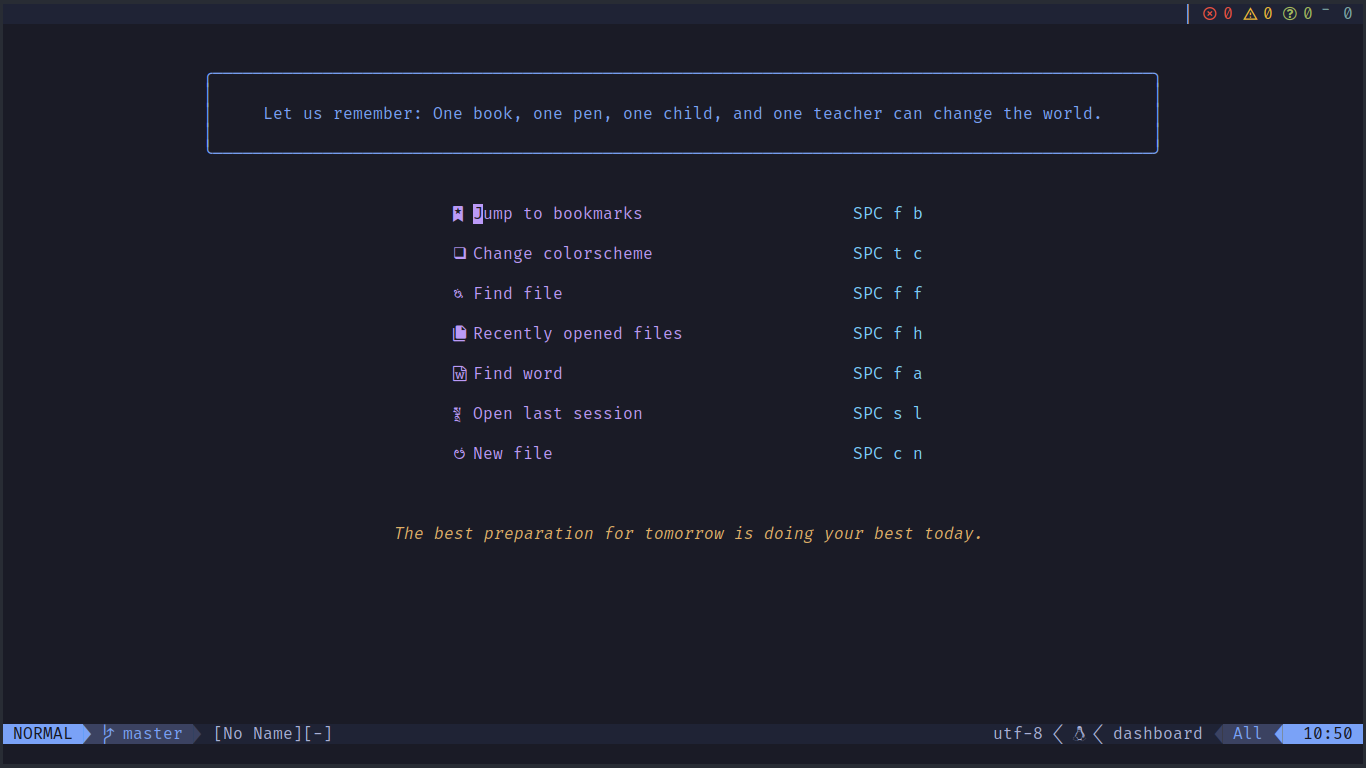 0 0 0 0
Let us remember: One book, one pen, one child, and one teacher can change the world.
Jump to bookmarks SPC f b
Change colorscheme SPC t c
Find file SPC f f
Recently opened files SPC f h
Find word SPC f a
Open last session SPC s l
New file SPC c n
The best preparation for tomorrow is doing your best today.
NORMAL master [No Name][-] utf-8 dashboard All 10:50